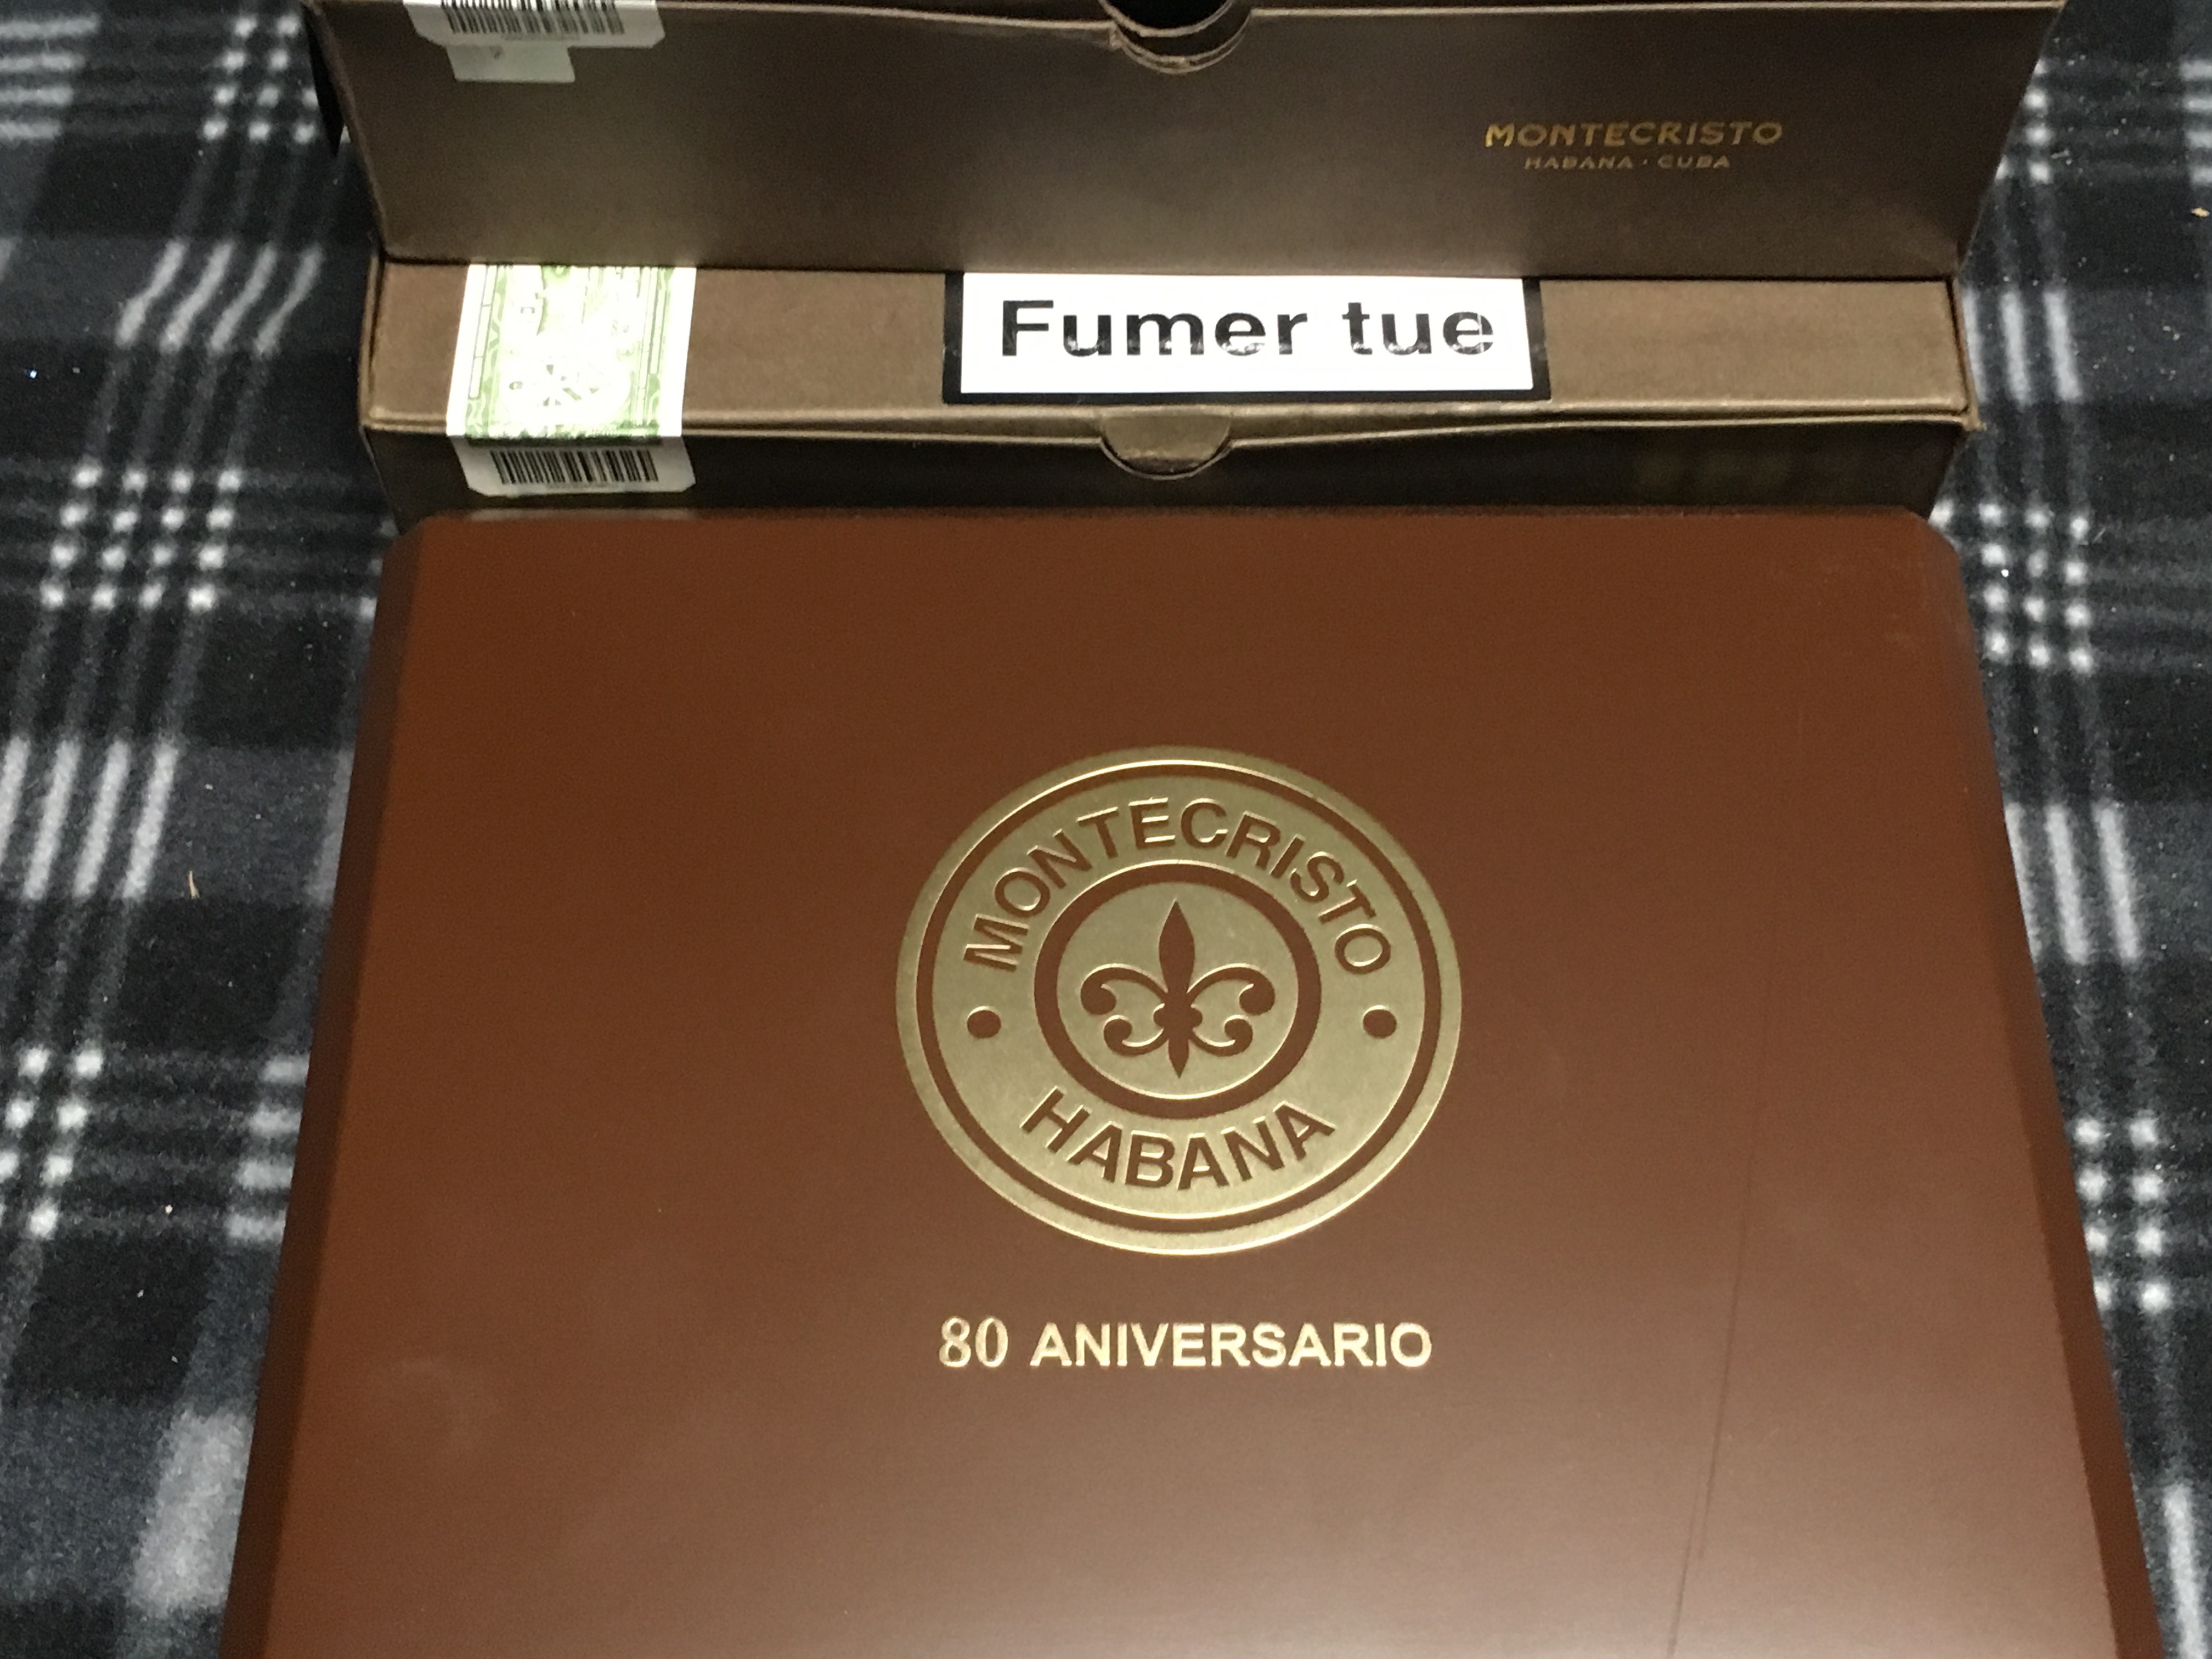 MONTECRISTO
HABANA · CUBA
Fumer tue
MONTECRISTO
HABANA
80 ANIVERSARIO